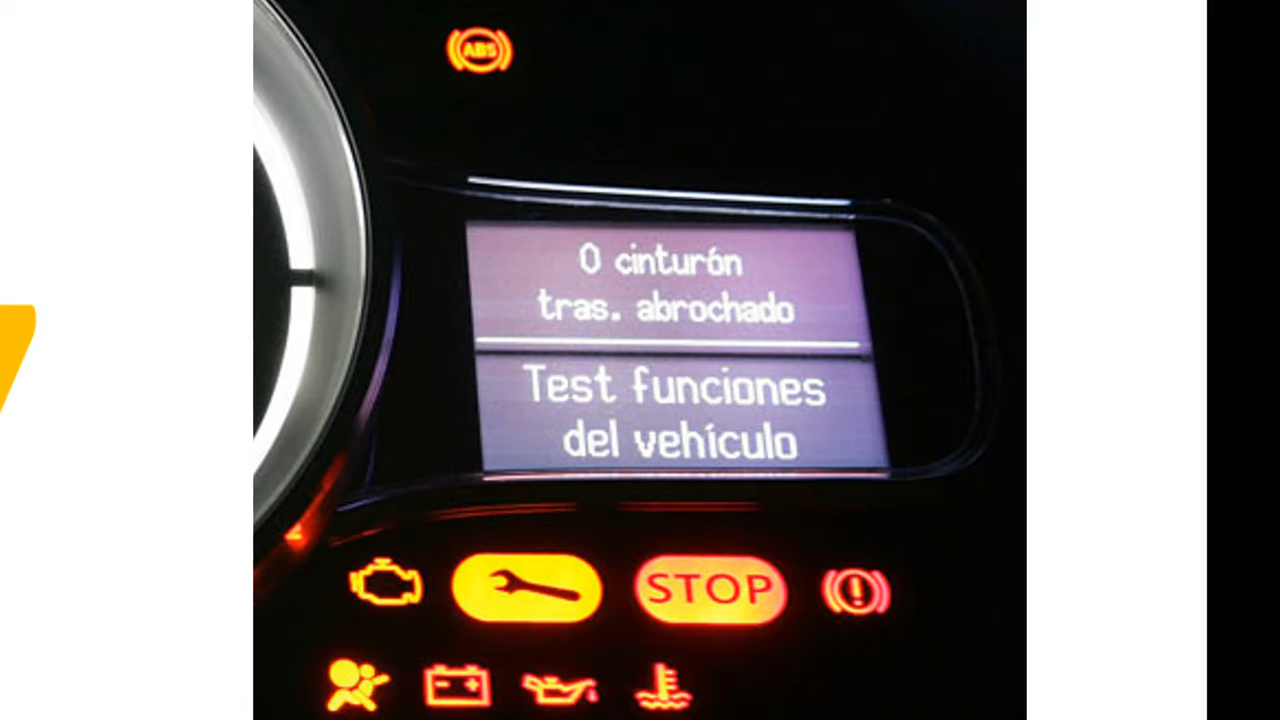 ABS
0 cinturón
tras. abrochado
Test funciones
del vehículo
STOP